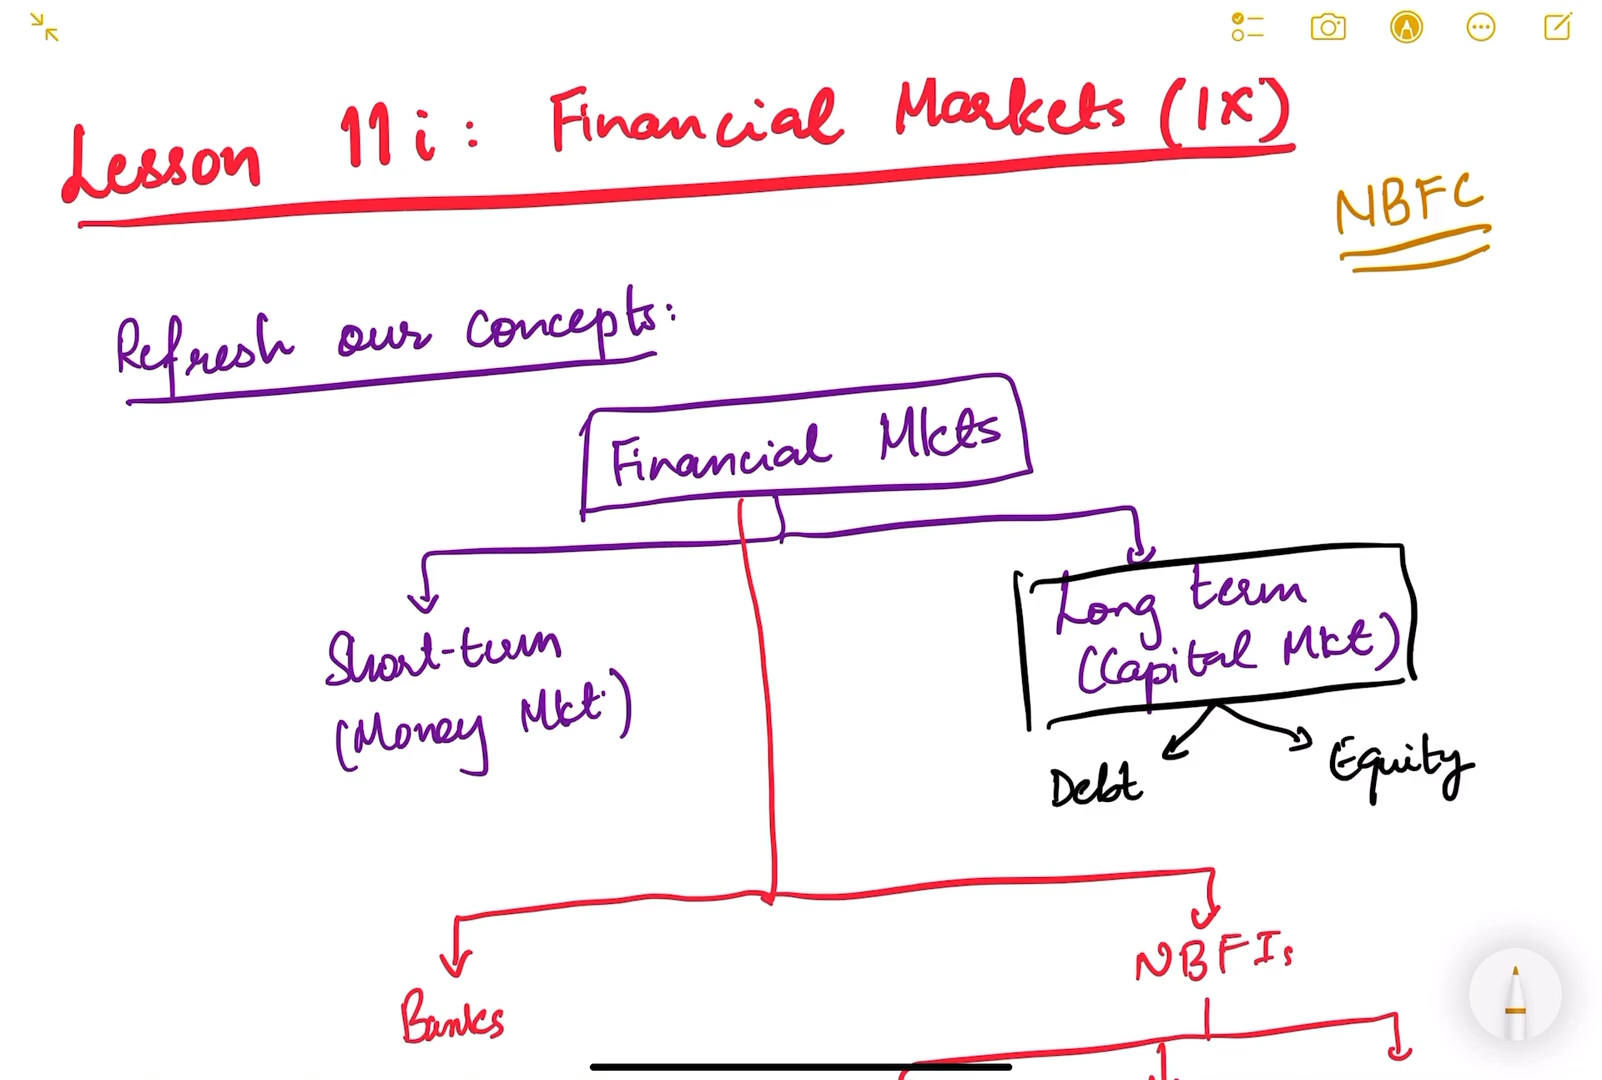 Lesson 11i: Financial Markets (IX)
NBFC
Refresh our concepts:
Financial Mkts
Short-term
(Money Mkt)
Long term
(Capital Mkt)
Debt
Equity
Banks
NBFIs